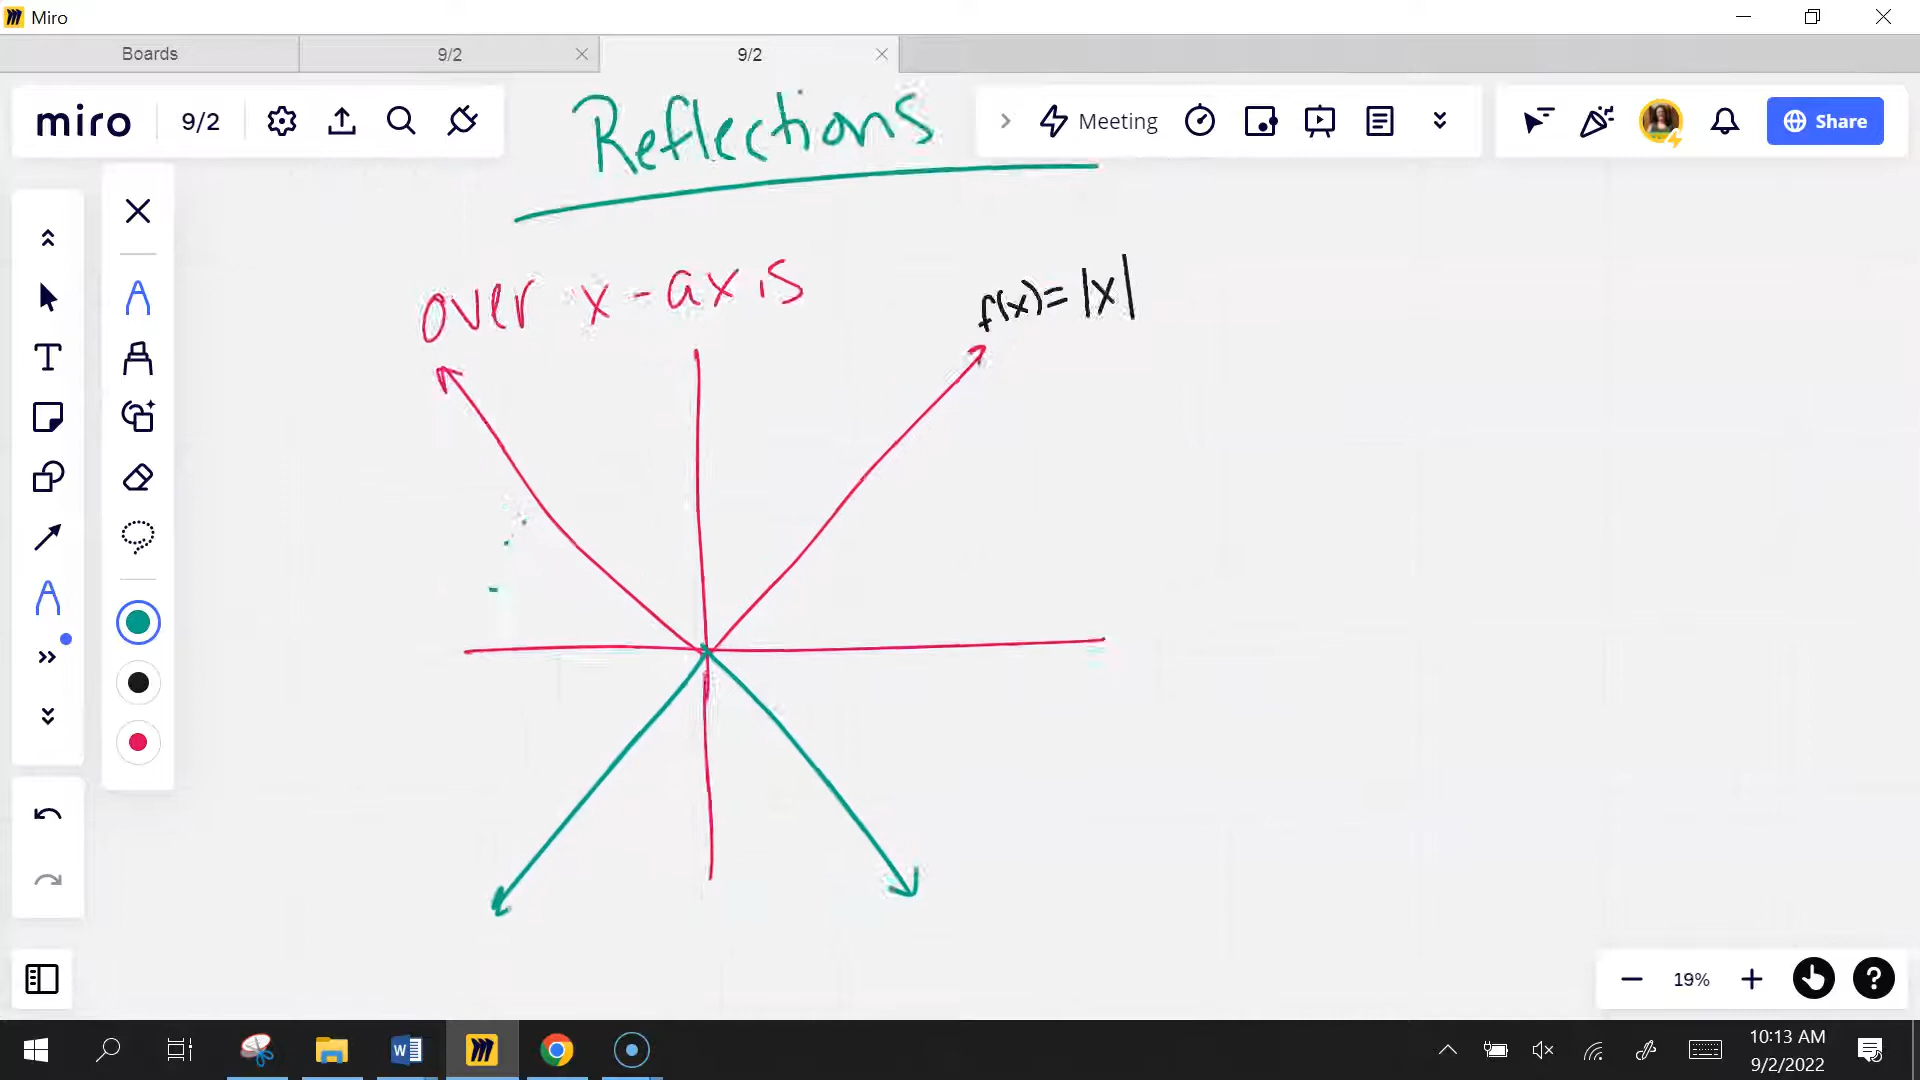 Miro
Boards 9/2 9/2
miro 9/2 Reflections Meeting Share
over x-axis f(x)=|x|
T
19%
10:13 AM
9/2/2022